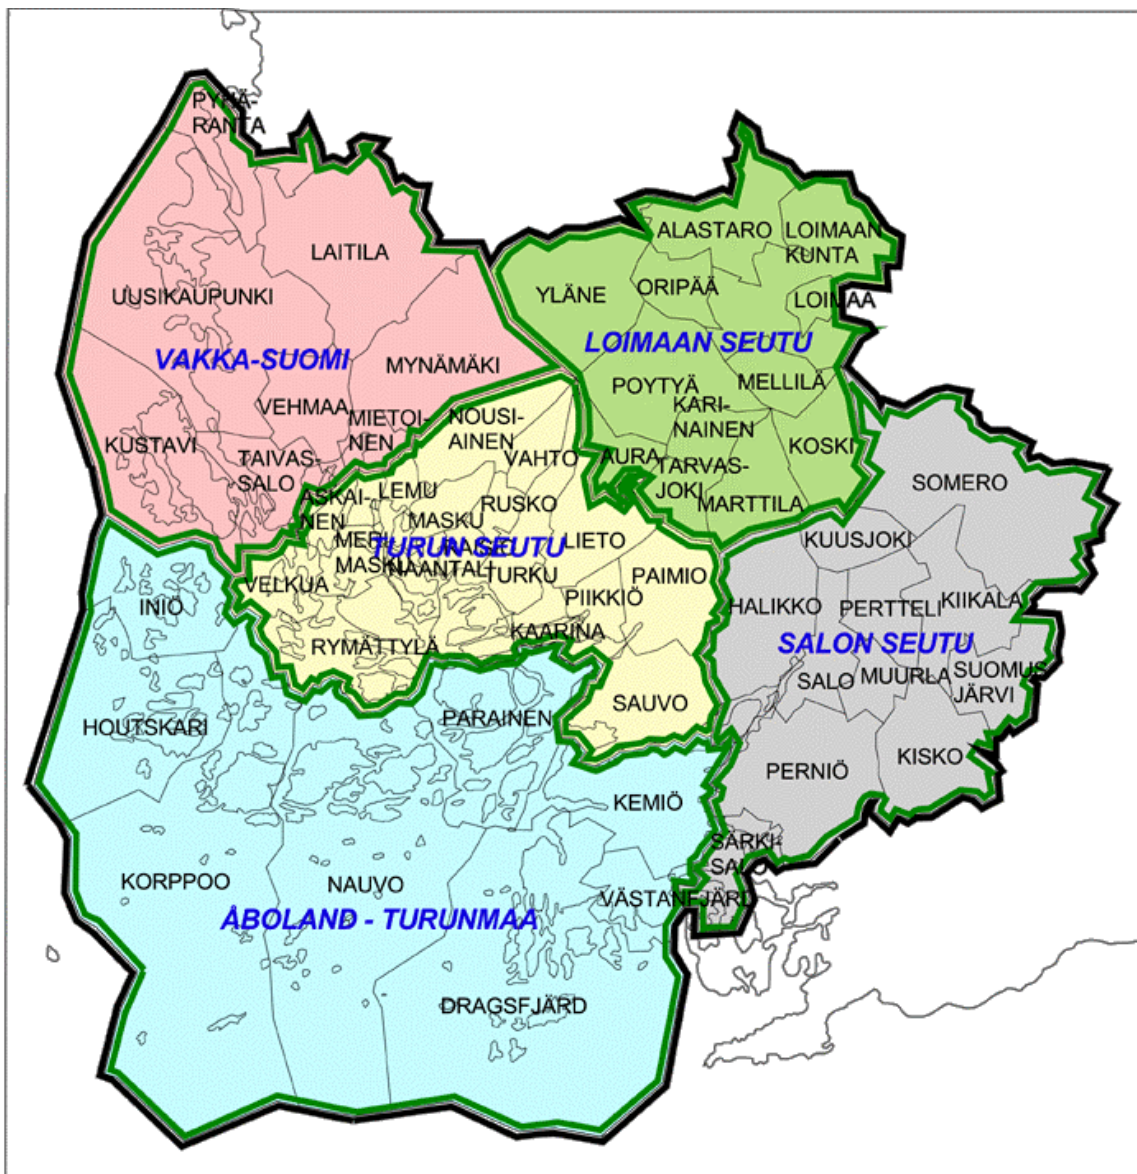 PYHÄ-
RANTA
LAITILA
UUSIKAUPUNKI
VAKKA-SUOMI
MYNÄMÄKI
VEHMAA
MIETOI-
NEN
KUSTAVI
TAIVAS-
SALO
ALASTARO
LOIMAAN
KUNTA
YLÄNE
ORIPÄÄ
LOIMAA
LOIMAAN SEUTU
PÖYTYÄ
MELLILÄ
KARI-
NAINEN
KOSKI
AURA
TARVAS-
JOKI
MARTTILA
NOUSI-
AINEN
VAHTO
ASKAI-
NEN
LEMU
RUSKO
MASKU
MERI-
MASKU
TURUN SEUTU
LIETO
NAANTALI
TURKU
PAIMIO
VELKUA
PIIKKIÖ
RYMÄTTYLÄ
KAARINA
SAUVO
SOMERO
KUUSJOKI
HALIKKO
PERTTELI
KIIKALA
SALON SEUTU
SALO
MUURLA
SUOMUS
JÄRVI
PERNIÖ
KISKO
SÄRKI-
SALO
INIÖ
HOUTSKARI
PARAINEN
KEMIÖ
KORPPOO
NAUVO
VÄSTANFJÄRD
ÅBOLAND - TURUNMAA
DRAGSFJÄRD